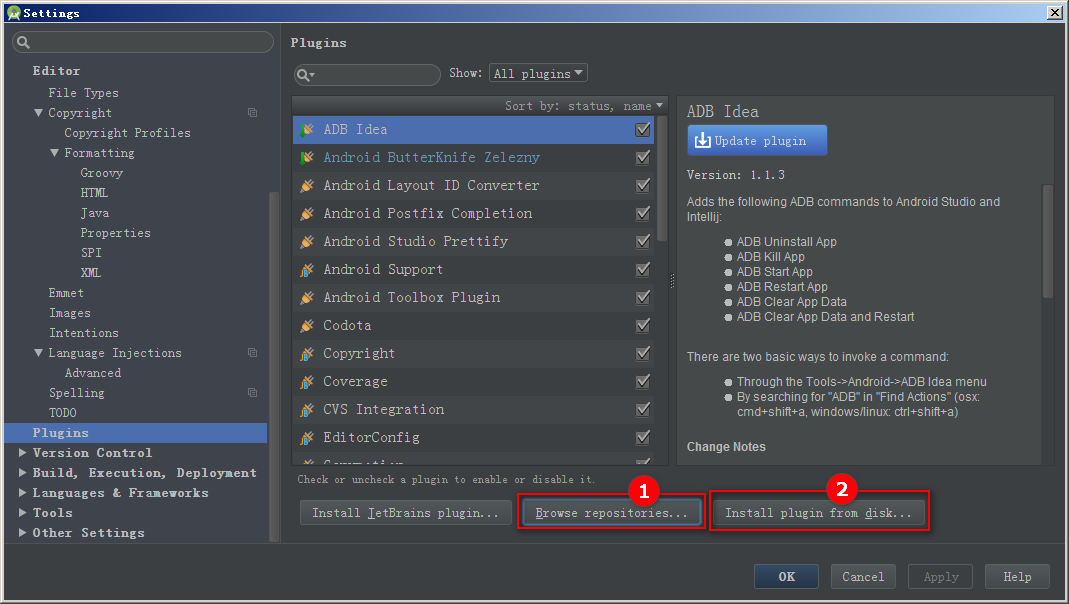 Settings
Editor
File Types
Copyright
Copyright Profiles
Formatting
Groovy
HTML
Java
Properties
SPI
XML
Emmet
Images
Intentions
Language Injections
Advanced
Spelling
TODO
Plugins
Version Control
Build, Execution, Deployment
Languages & Frameworks
Tools
Other Settings
Plugins
Show: All plugins
Sort by: status, name
ADB Idea
Android ButterKnife Zelezny
Android Layout ID Converter
Android Postfix Completion
Android Studio Prettify
Android Support
Android Toolbox Plugin
Codota
Copyright
Coverage
CVS Integration
EditorConfig
Check or uncheck a plugin to enable or disable it.
1
2
Install JetBrains plugin...
Browse repositories...
Install plugin from disk...
ADB Idea
Update plugin
Version: 1.1.3
Adds the following ADB commands to Android Studio and
Intellij:
ADB Uninstall App
ADB Kill App
ADB Start App
ADB Restart App
ADB Clear App Data
ADB Clear App Data and Restart
There are two basic ways to invoke a command:
Through the Tools->Android->ADB Idea menu
By searching for "ADB" in "Find Actions" (osx:
cmd+shift+a, windows/linux: ctrl+shift+a)
Change Notes
OK
Cancel
Apply
Help